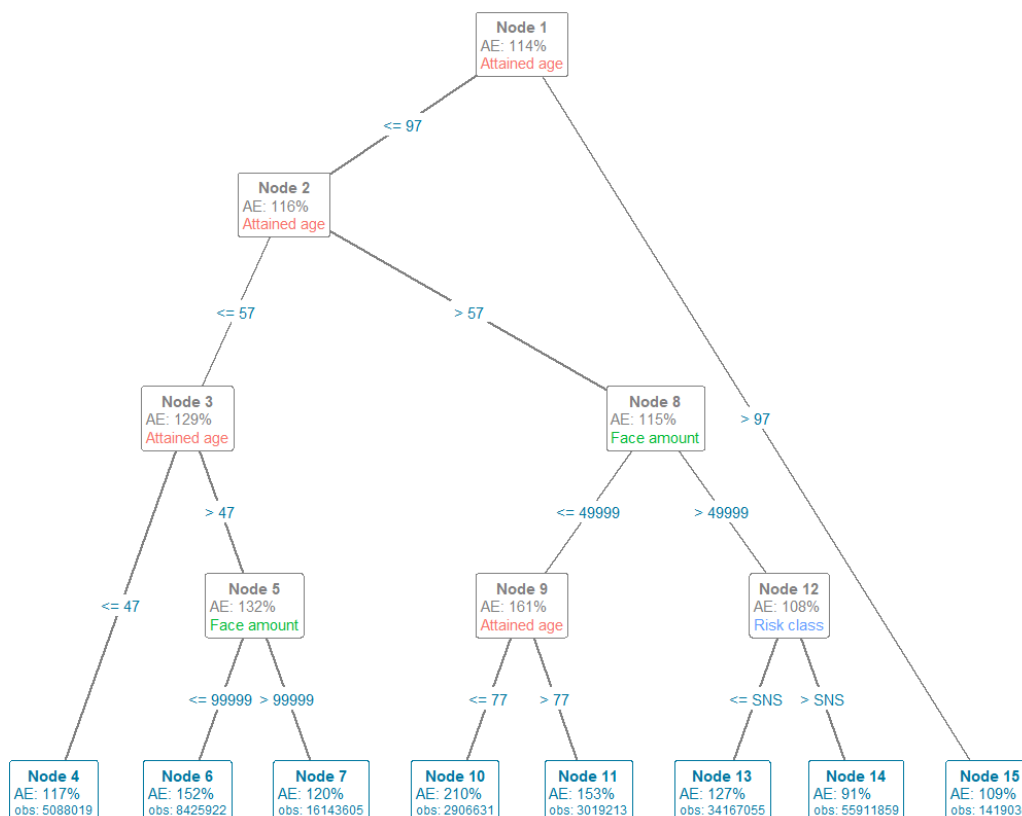 Node 1
AE: 114%
Attained age
<= 97
Node 2
AE: 116%
Attained age
<= 57
> 57
Node 3
AE: 129%
Attained age
Node 8
AE: 115%
Face amount
> 97
> 47
<= 49999
> 49999
Node 5
AE: 132%
Face amount
Node 9
AE: 161%
Attained age
Node 12
AE: 108%
Risk class
<= 47
<= 99999
> 99999
<= 77
> 77
<= SNS
> SNS
Node 4
AE: 117%
obs: 5088019
Node 6
AE: 152%
obs: 8425922
Node 7
AE: 120%
obs: 16143605
Node 10
AE: 210%
obs: 2906631
Node 11
AE: 153%
obs: 3019213
Node 13
AE: 127%
obs: 34167055
Node 14
AE: 91%
obs: 55911859
Node 15
AE: 109%
obs: 141903